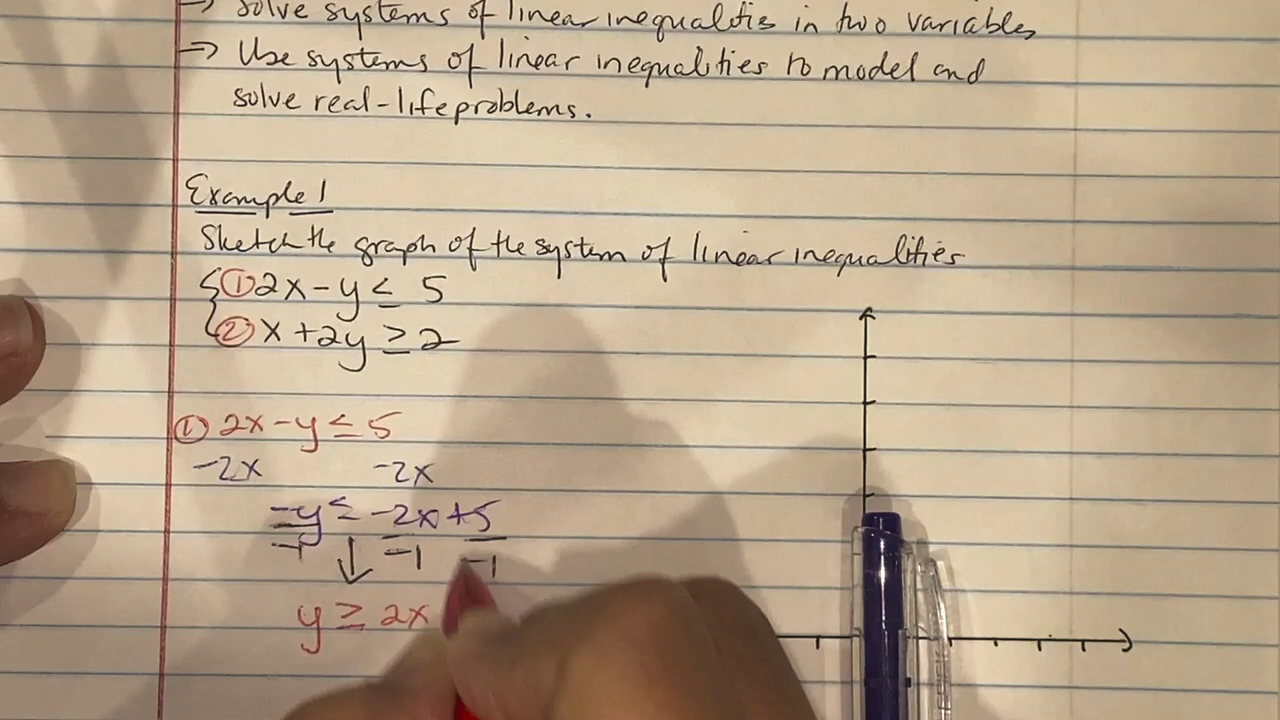 → Solve systems of linear inequalities in two variables
→ Use systems of linear inequalities to model and
solve real-life problems.
Example 1
Sketch the graph of the system of linear inequalities
① 2x - y ≤ 5
② x + 2y ≥ 2
① 2x - y ≤ 5
-2x -2x
-y ≤ -2x + 5
-1 -1 -1
↓
y ≥ 2x